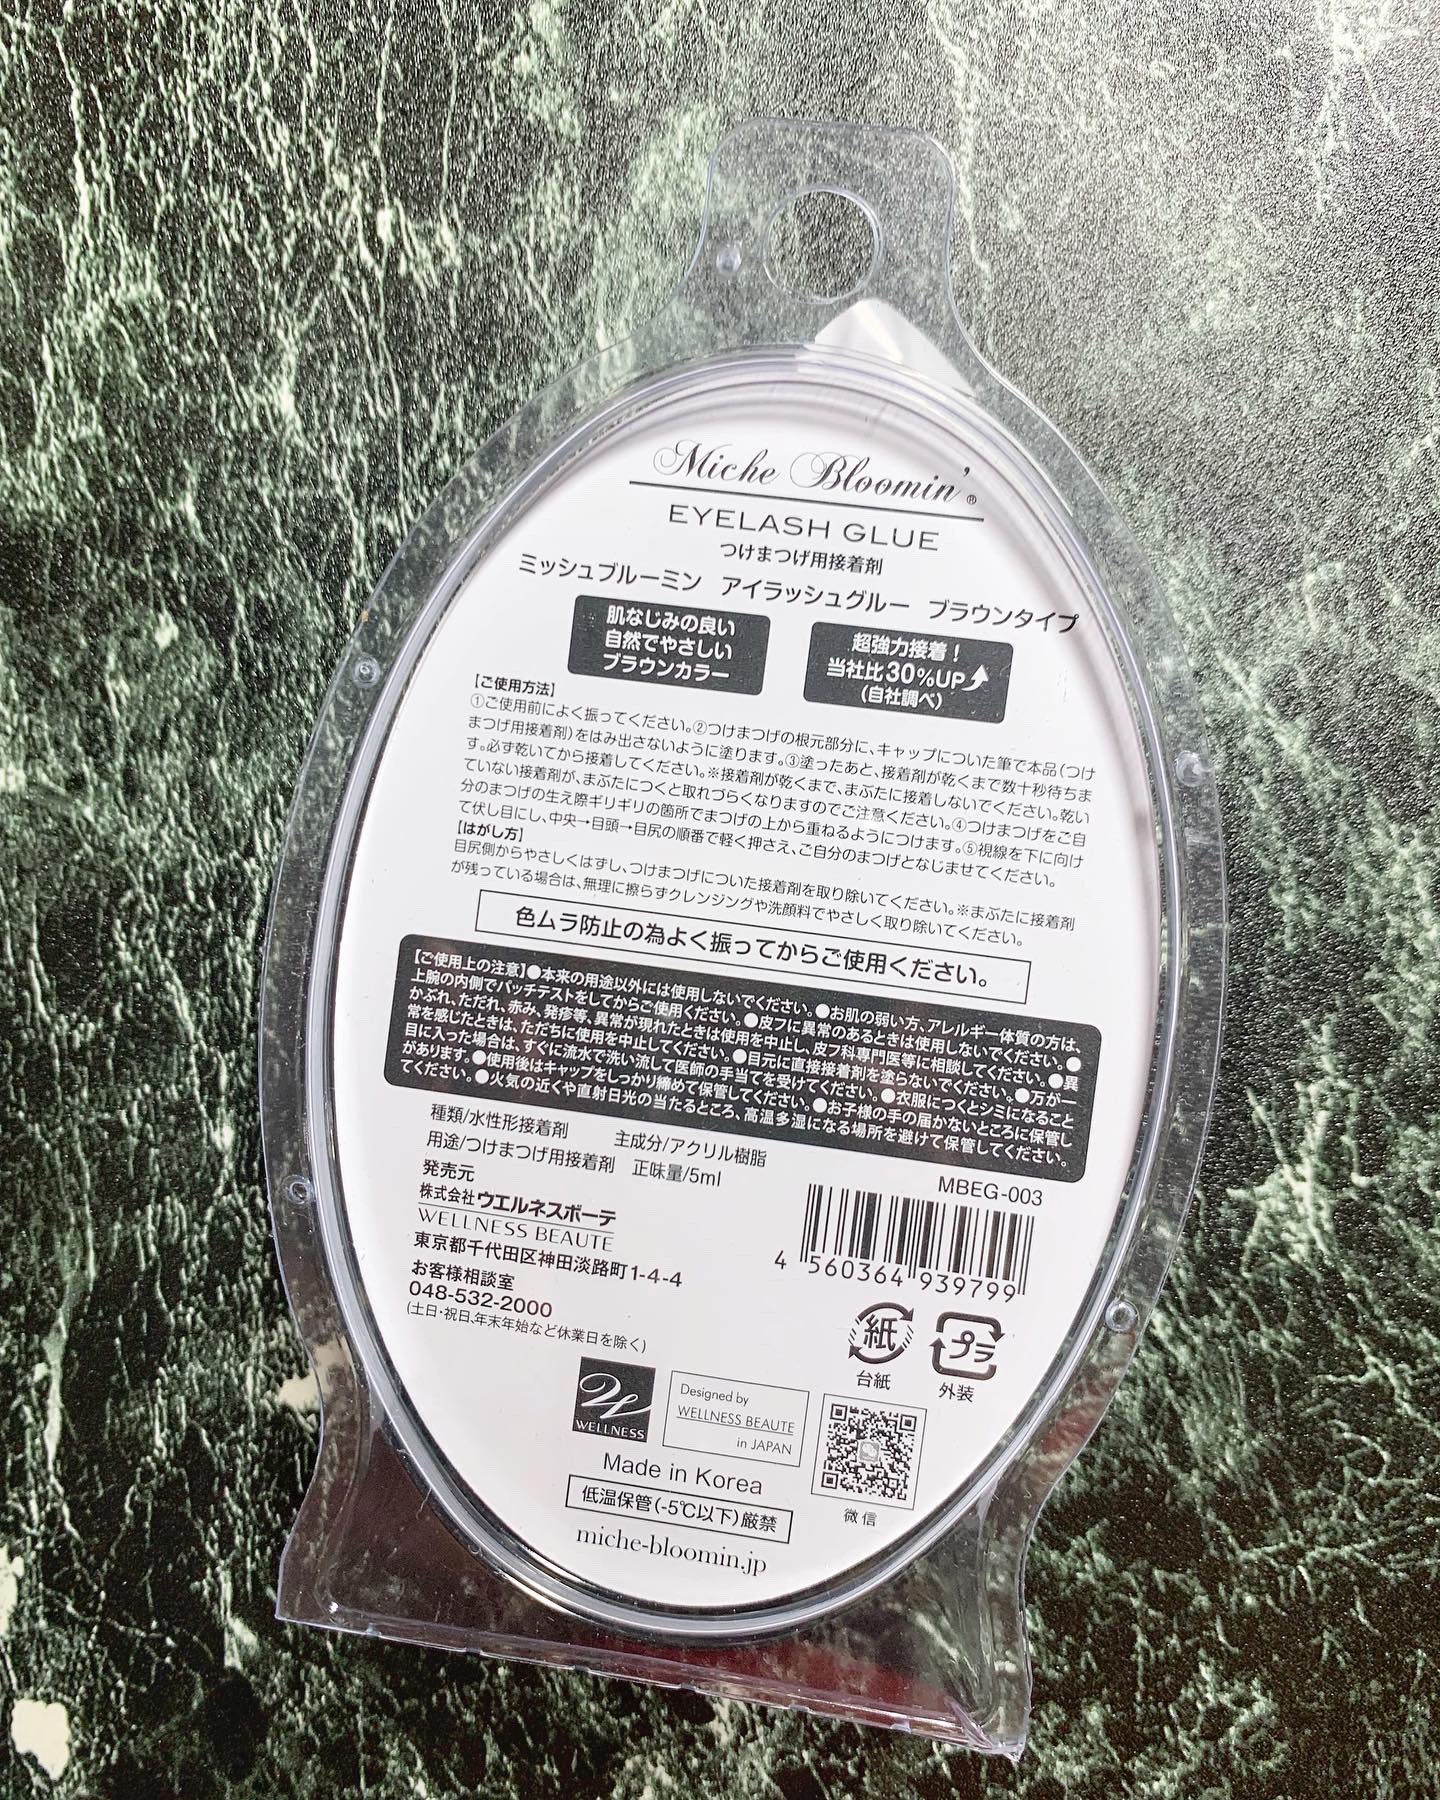 Miche Bloomin'®
EYELASH GLUE
つけまつげ用接着剤
ミッシュブルーミン アイラッシュグルー ブラウンタイプ
肌なじみの良い
自然でやさしい
ブラウンカラー
超強力接着！
当社比30%UP
(自社調べ)
【ご使用方法】
①ご使用前によく振ってください。②つけまつげの根元部分に、キャップについた筆で本品(つけ
まつげ用接着剤)をはみ出さないように塗ります。③塗ったあと、接着剤が乾くまで数十秒待ちま
す。必ず乾いてから接着してください。※接着剤が乾くまで、まぶたに接着しないでください。乾い
ていない接着剤が、まぶたにつくと取れづらくなりますのでご注意ください。④つけまつげをご自
分のまつげの生え際ギリギリの箇所でまつげの上から重ねるようにつけます。⑤視線を下に向け
て伏し目にし、中央→目頭→目尻の順番で軽く押さえ、ご自分のまつげとなじませてください。
【はがし方】
目尻側からやさしくはずし、つけまつげについた接着剤を取り除いてください。※まぶたに接着剤
が残っている場合は、無理に擦らずクレンジングや洗顔料でやさしく取り除いてください。
色ムラ防止の為よく振ってからご使用ください。
【ご使用上の注意】●本来の用途以外には使用しないでください。●お肌の弱い方、アレルギー体質の方は、
上腕の内側でパッチテストをしてからご使用ください。●皮フに異常のあるときは使用しないでください。●
かぶれ、ただれ、赤み、発疹等、異常が現れたときは使用を中止し、皮フ科専門医等に相談してください。●異
常を感じたときは、ただちに使用を中止してください。●目元に直接接着剤を塗らないでください。●万が一
目に入った場合は、すぐに流水で洗い流して医師の手当てを受けてください。●衣服につくとシミになること
があります。●使用後はキャップをしっかり締めて保管してください。●お子様の手の届かないところに保管し
てください。●火気の近くや直射日光の当たるところ、高温多湿になる場所を避けて保管してください。
種類/水性形接着剤 主成分/アクリル樹脂
用途/つけまつげ用接着剤 正味量/5ml
発売元
株式会社ウエルネスボーテ
WELLNESS BEAUTE
東京都千代田区神田淡路町1-4-4
お客様相談室
048-532-2000
(土日・祝日、年末年始など休業日を除く)
MBEG-003
4 560364 939799
紙
台紙
プラ
外装
WELLNESS
Designed by
WELLNESS BEAUTE
in JAPAN
微信
Made in Korea
低温保管(-5℃以下)厳禁
miche-bloomin.jp